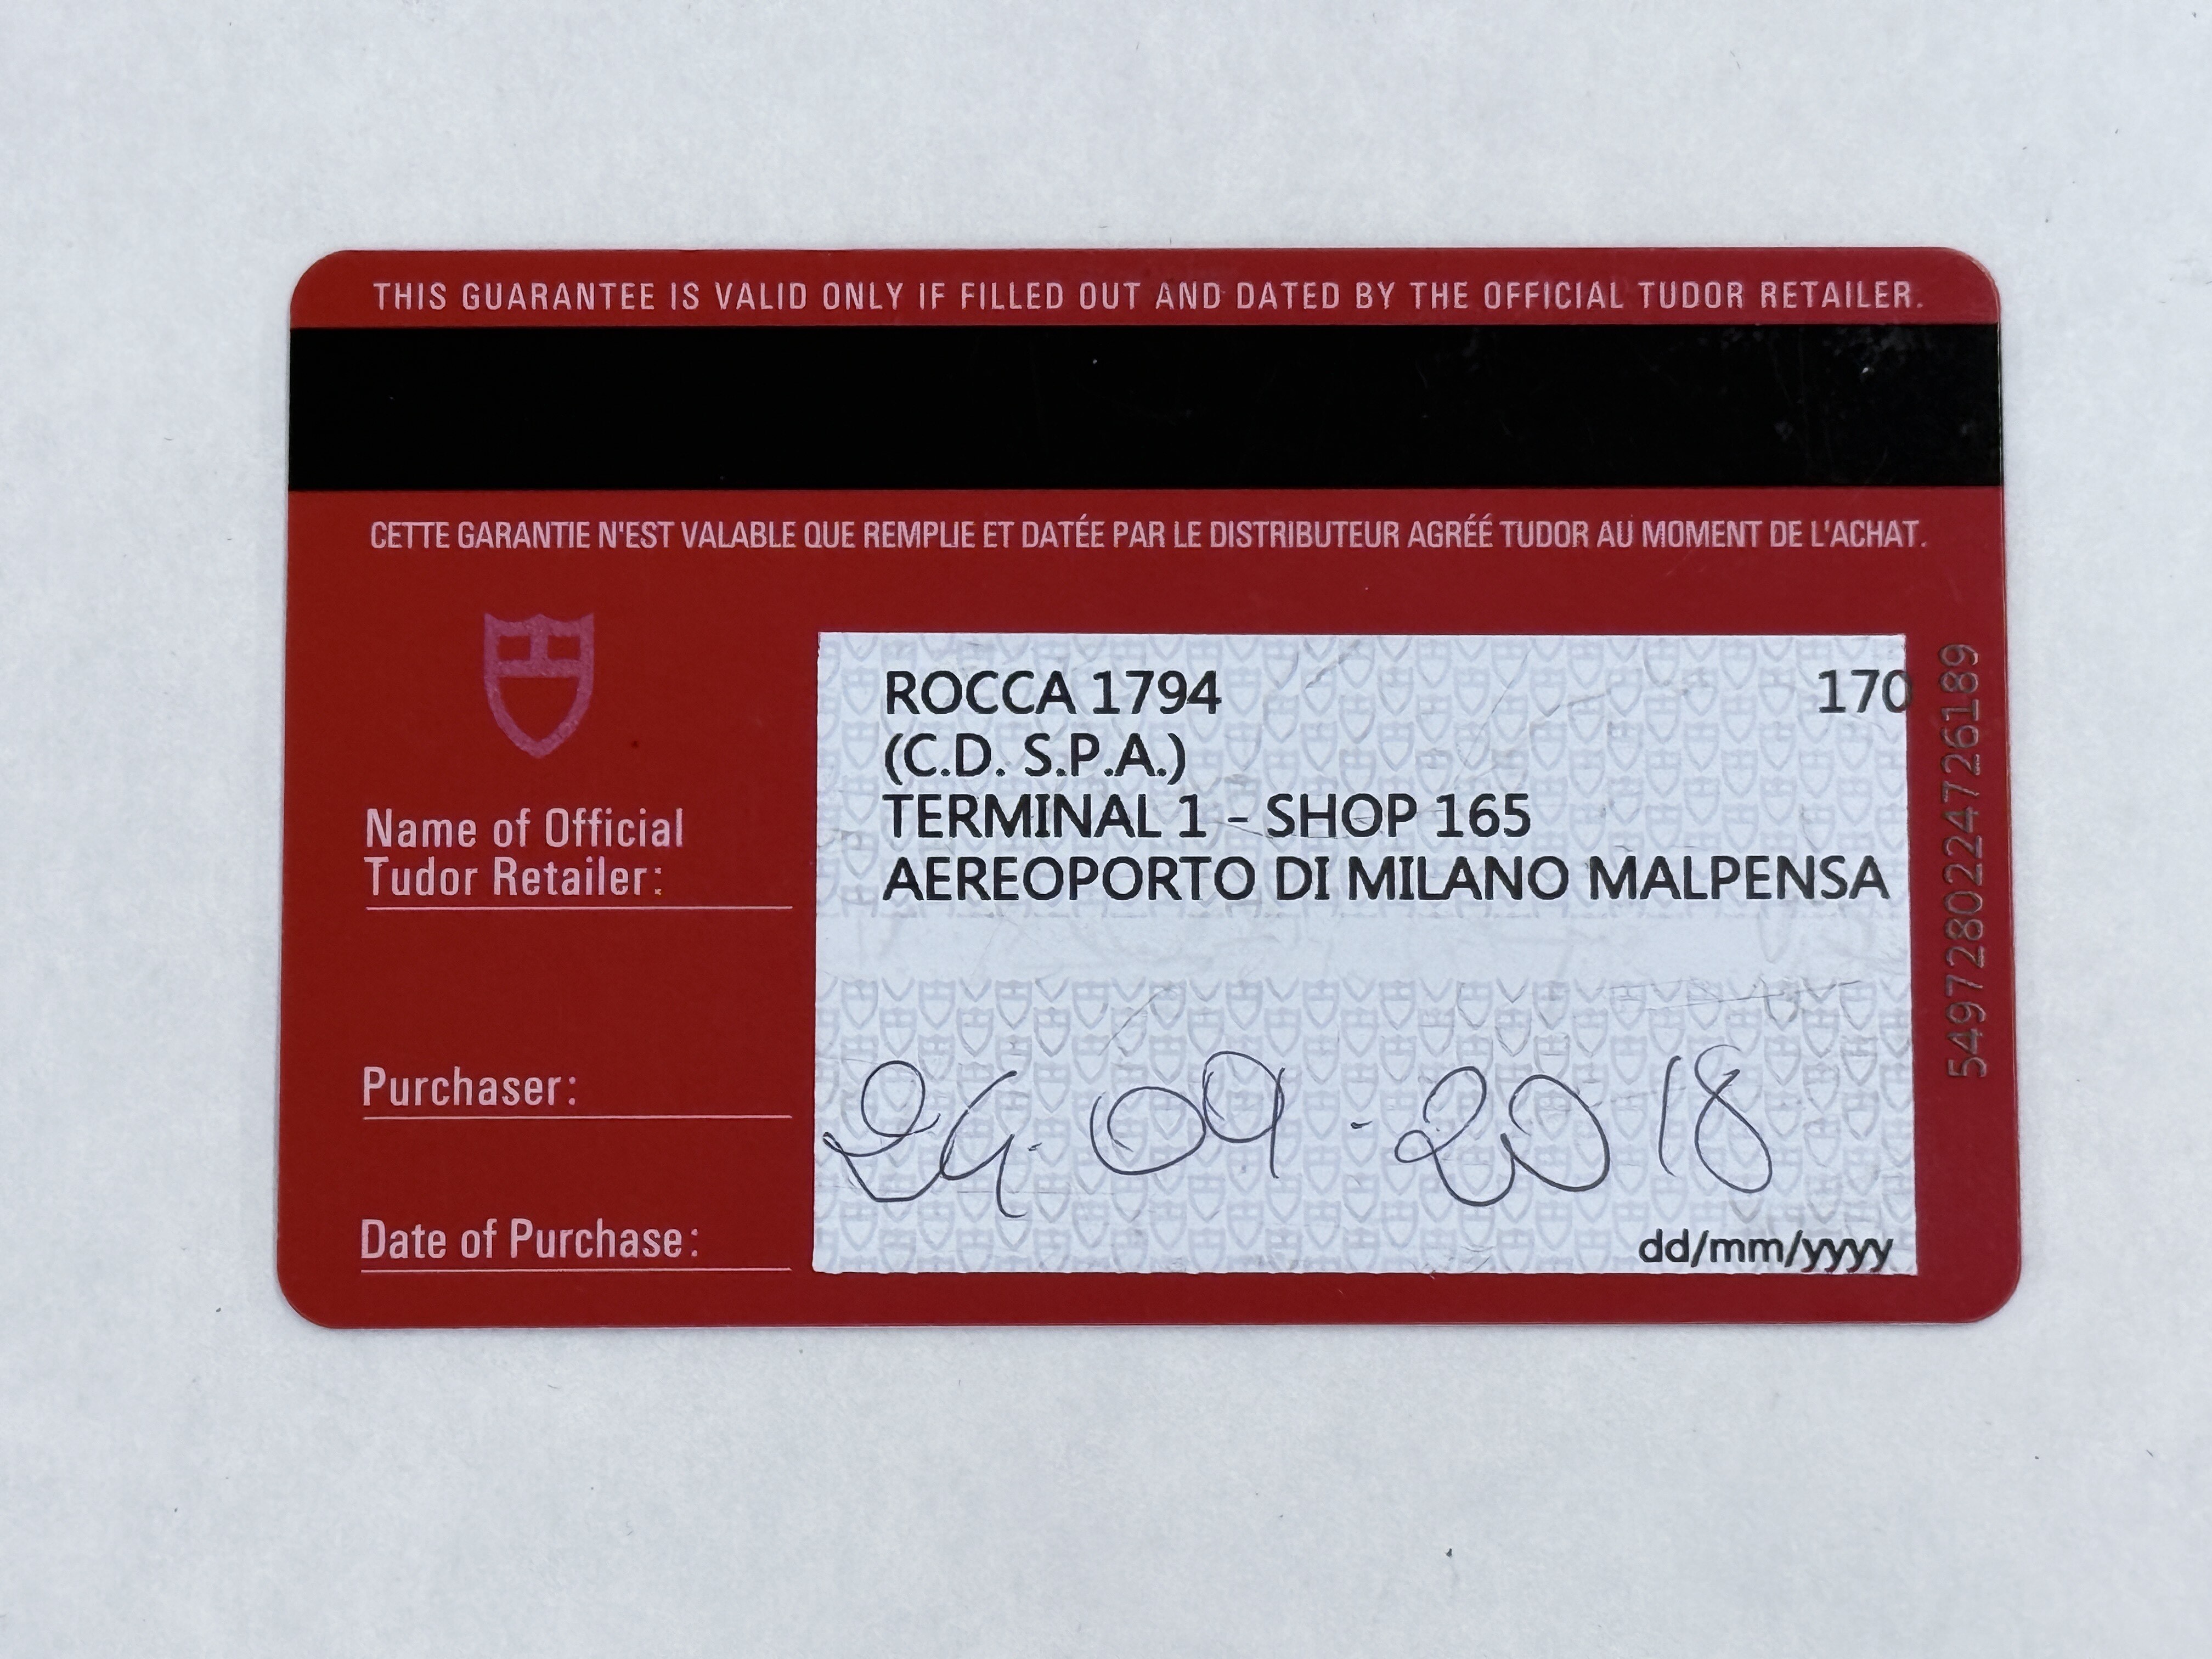 THIS GUARANTEE IS VALID ONLY IF FILLED OUT AND DATED BY THE OFFICIAL TUDOR RETAILER.
CETTE GARANTIE N'EST VALABLE QUE REMPLIE ET DATÉE PAR LE DISTRIBUTEUR AGRÉÉ TUDOR AU MOMENT DE L'ACHAT.
ROCCA 1794 170
(C.D. S.P.A.)
TERMINAL 1 - SHOP 165
AEREOPORTO DI MILANO MALPENSA
Name of Official
Tudor Retailer:
Purchaser:
24-09-2018
Date of Purchase:
dd/mm/yyyy
5497280224726189